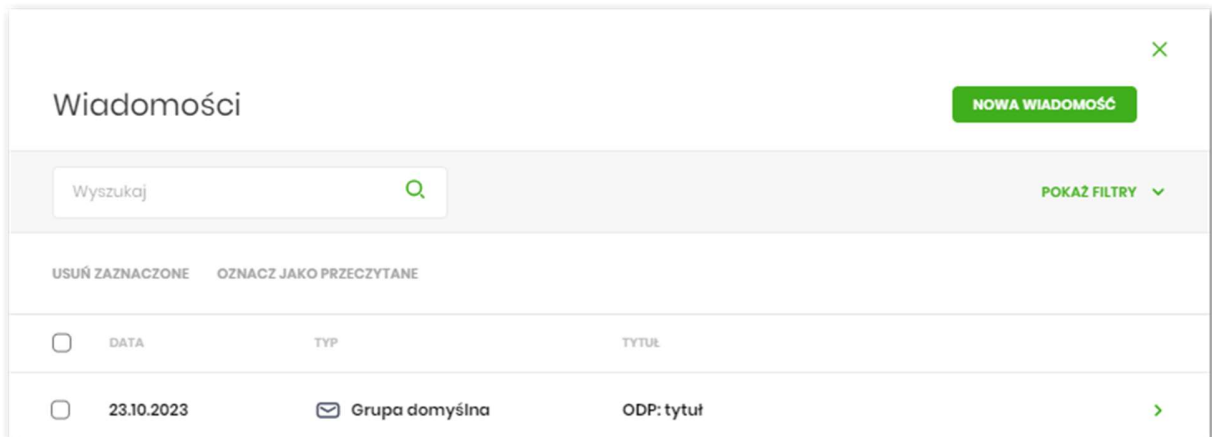 Wiadomości
NOWA WIADOMOŚĆ
Wyszukaj
POKAŻ FILTRY
USUŃ ZAZNACZONE OZNACZ JAKO PRZECZYTANE
DATA TYP TYTUŁ
23.10.2023 Grupa domyślna ODP: tytuł